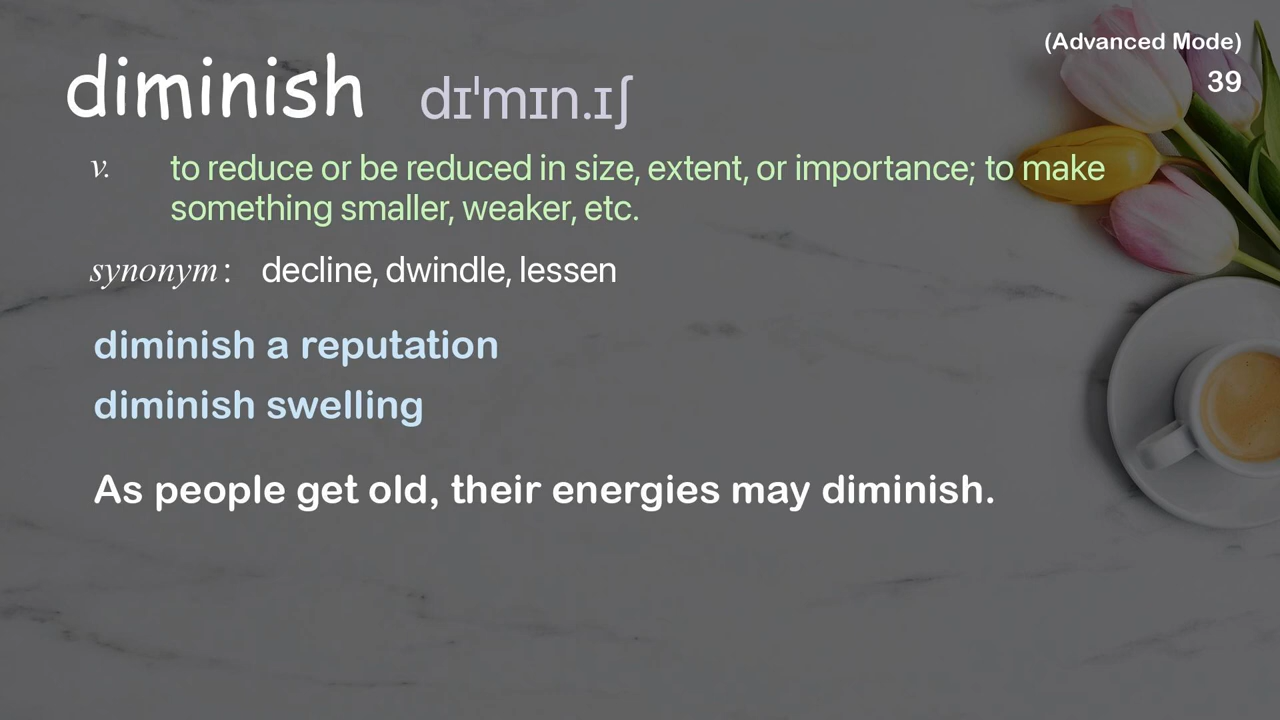 (Advanced Mode)
39
diminish dɪˈmɪn.ɪʃ
v. to reduce or be reduced in size, extent, or importance; to make
something smaller, weaker, etc.
synonym: decline, dwindle, lessen
diminish a reputation
diminish swelling
As people get old, their energies may diminish.